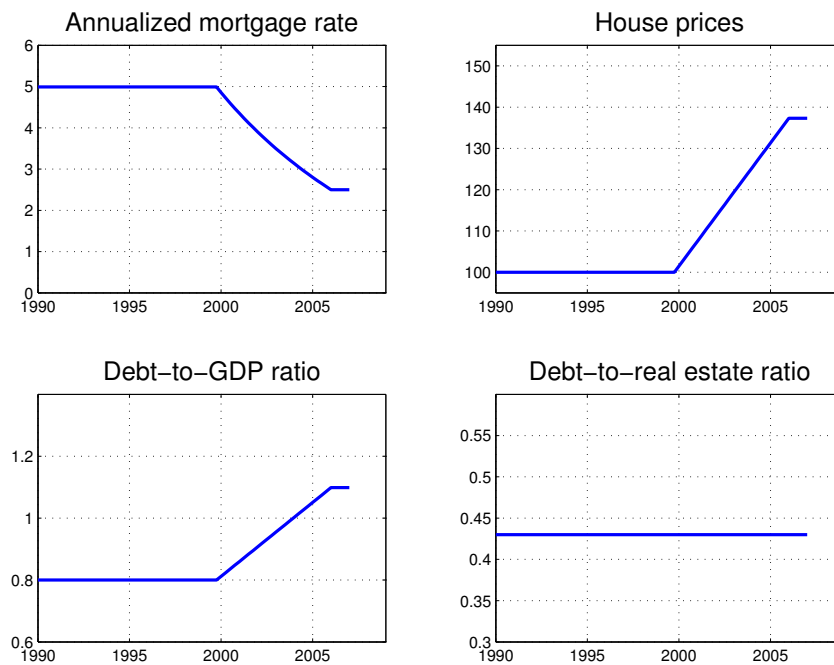 Annualized mortgage rate
6
5
4
3
2
1
0
1990 1995 2000 2005
House prices
150
140
130
120
110
100
1990 1995 2000 2005
Debt−to−GDP ratio
1.2
1
0.8
0.6
1990 1995 2000 2005
Debt−to−real estate ratio
0.55
0.5
0.45
0.4
0.35
0.3
1990 1995 2000 2005